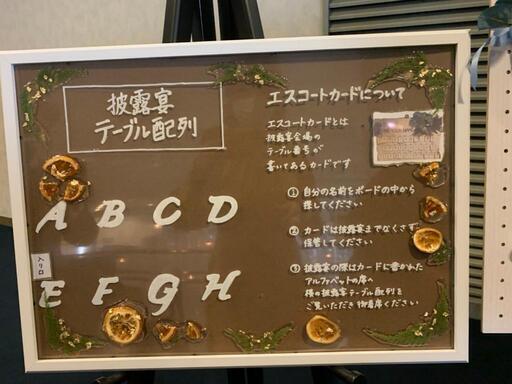 披露宴
テーブル配列
A B C D
入り口
E F G H
エスコートカードについて
エスコートカードとは
披露宴会場の
テーブル番号が
書いてあるカードです
① 自分の名前をボードの中から
探してください
② カードは披露宴までなくさず
保管してください
③ 披露宴の際はカードに書かれた
アルファベットの席へ
横の披露宴テーブル配列を
ご覧いただき御着席ください